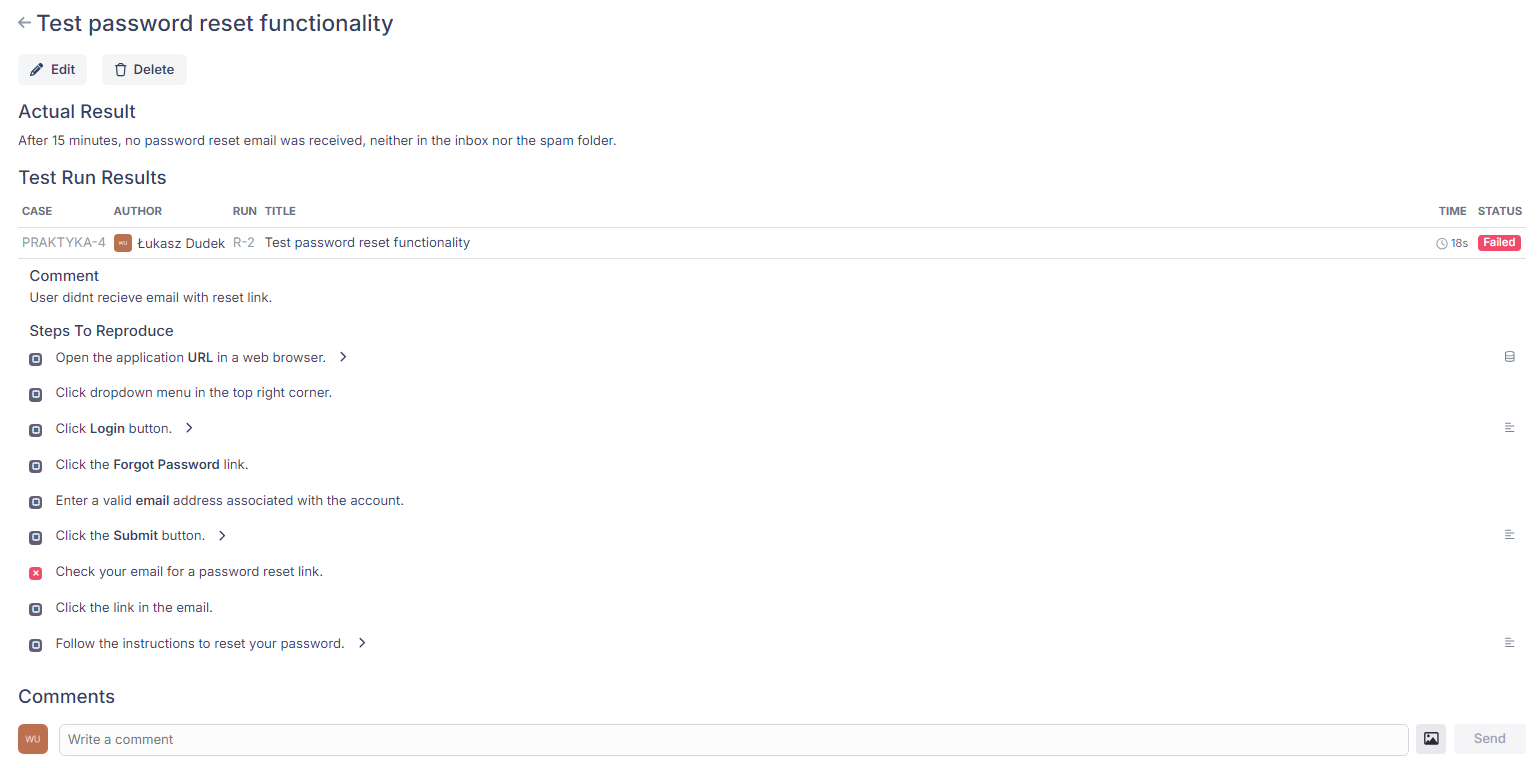 Test password reset functionality
Edit Delete
Actual Result
After 15 minutes, no password reset email was received, neither in the inbox nor the spam folder.
Test Run Results
CASE AUTHOR RUN TITLE TIME STATUS
PRAKTYKA-4 WU Łukasz Dudek R-2 Test password reset functionality 18s Failed
Comment
User didnt recieve email with reset link.
Steps To Reproduce
Open the application URL in a web browser.
Click dropdown menu in the top right corner.
Click Login button.
Click the Forgot Password link.
Enter a valid email address associated with the account.
Click the Submit button.
Check your email for a password reset link.
Click the link in the email.
Follow the instructions to reset your password.
Comments
WU Write a comment Send